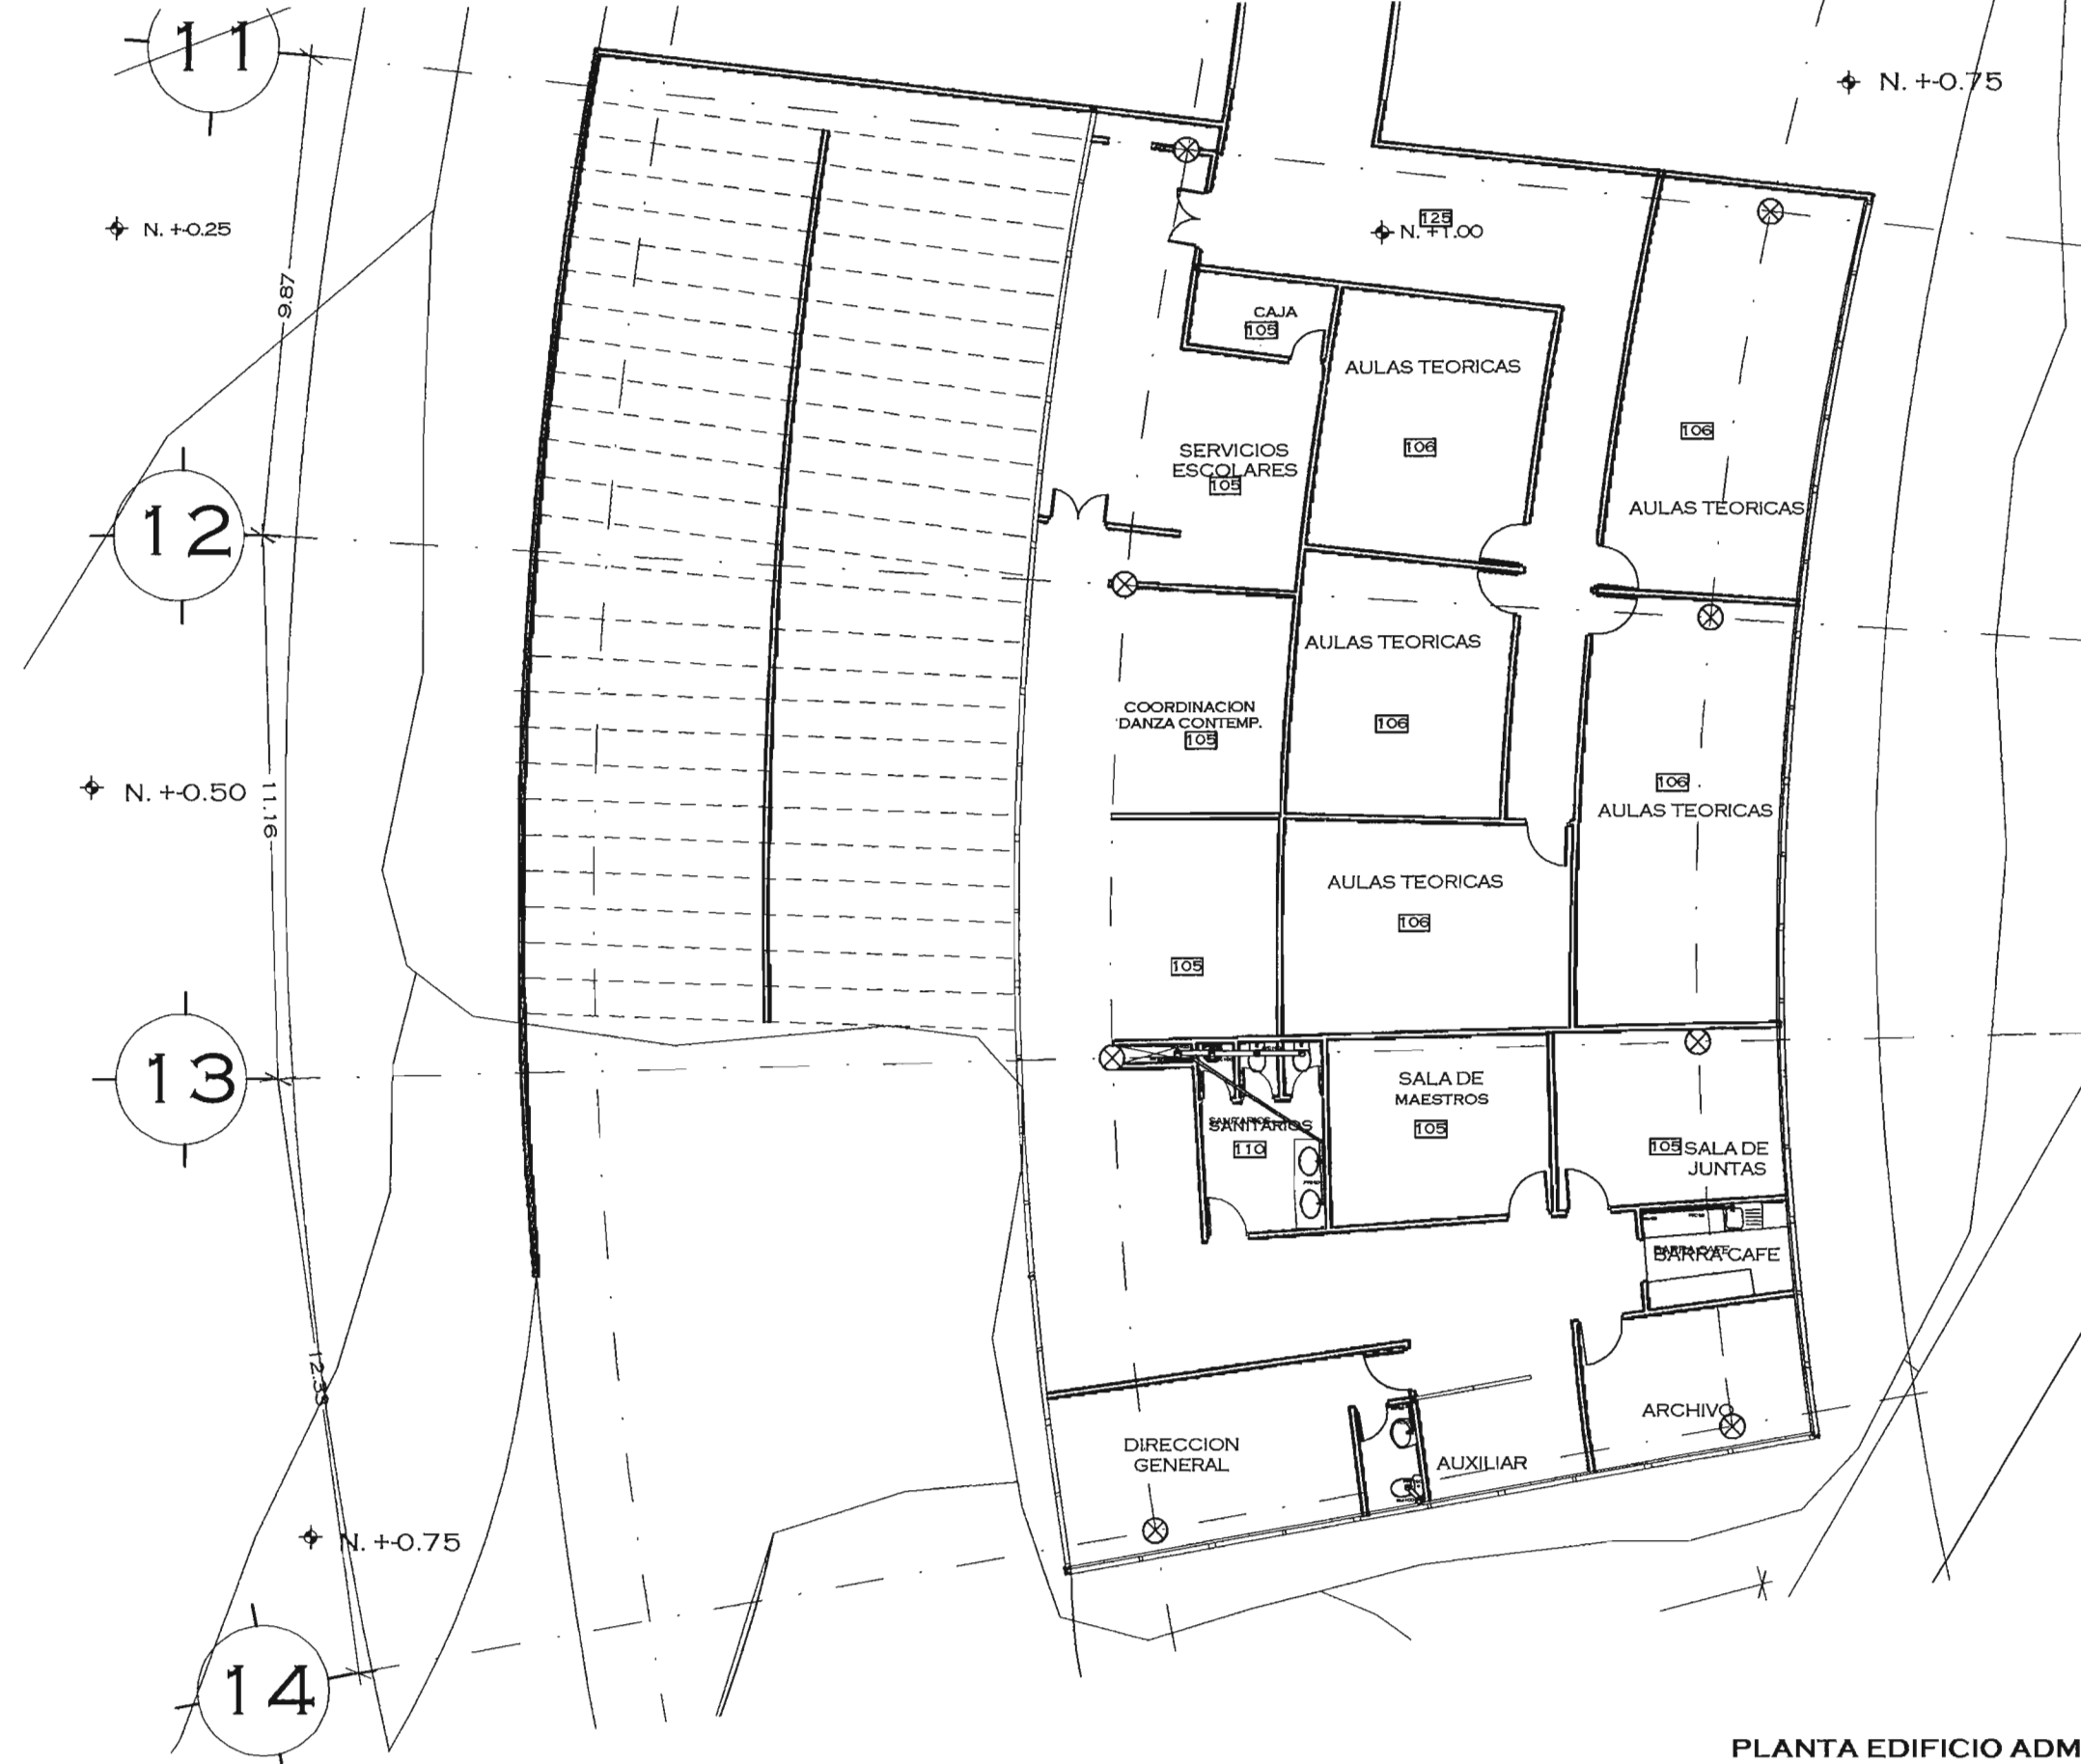 11
N. +-0.75
N. +-0.25
125
N. +1.00
9.87
CAJA
105
AULAS TEORICAS
106
106
SERVICIOS
ESCOLARES
105
AULAS TEORICAS
12
AULAS TEORICAS
106
COORDINACION
DANZA CONTEMP.
105
N. +-0.50
11.16
106
AULAS TEORICAS
AULAS TEORICAS
106
105
13
SALA DE
MAESTROS
105
SANITARIOS
SANITARIOS
110
105 SALA DE
JUNTAS
BARRA CAFE
BARRA CAFE
ARCHIVO
DIRECCION
GENERAL
AUXILIAR
N. +-0.75
14
PLANTA EDIFICIO ADM